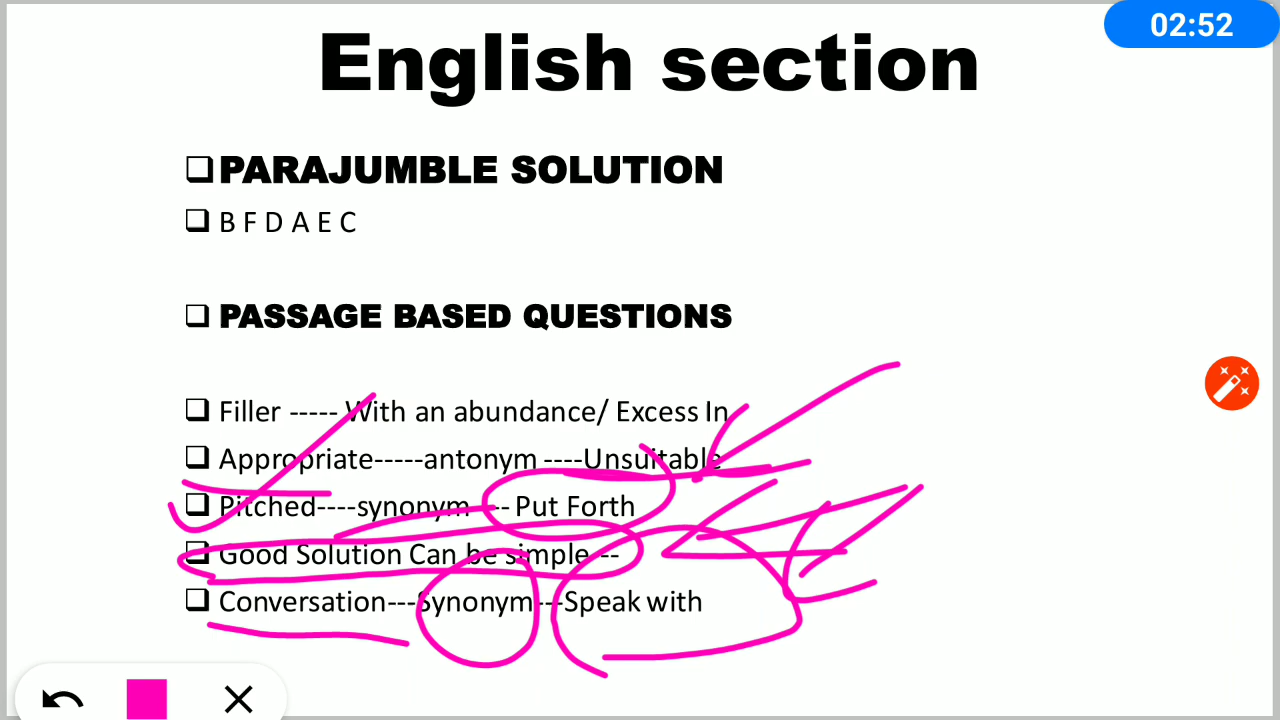 02:52
English section
PARAJUMBLE SOLUTION
B F D A E C
PASSAGE BASED QUESTIONS
Filler ----- With an abundance/ Excess In
Appropriate-----antonym ----Unsuitable
Pitched----synonym --- Put Forth
Good Solution Can be simple --
Conversation---Synonym---Speak with